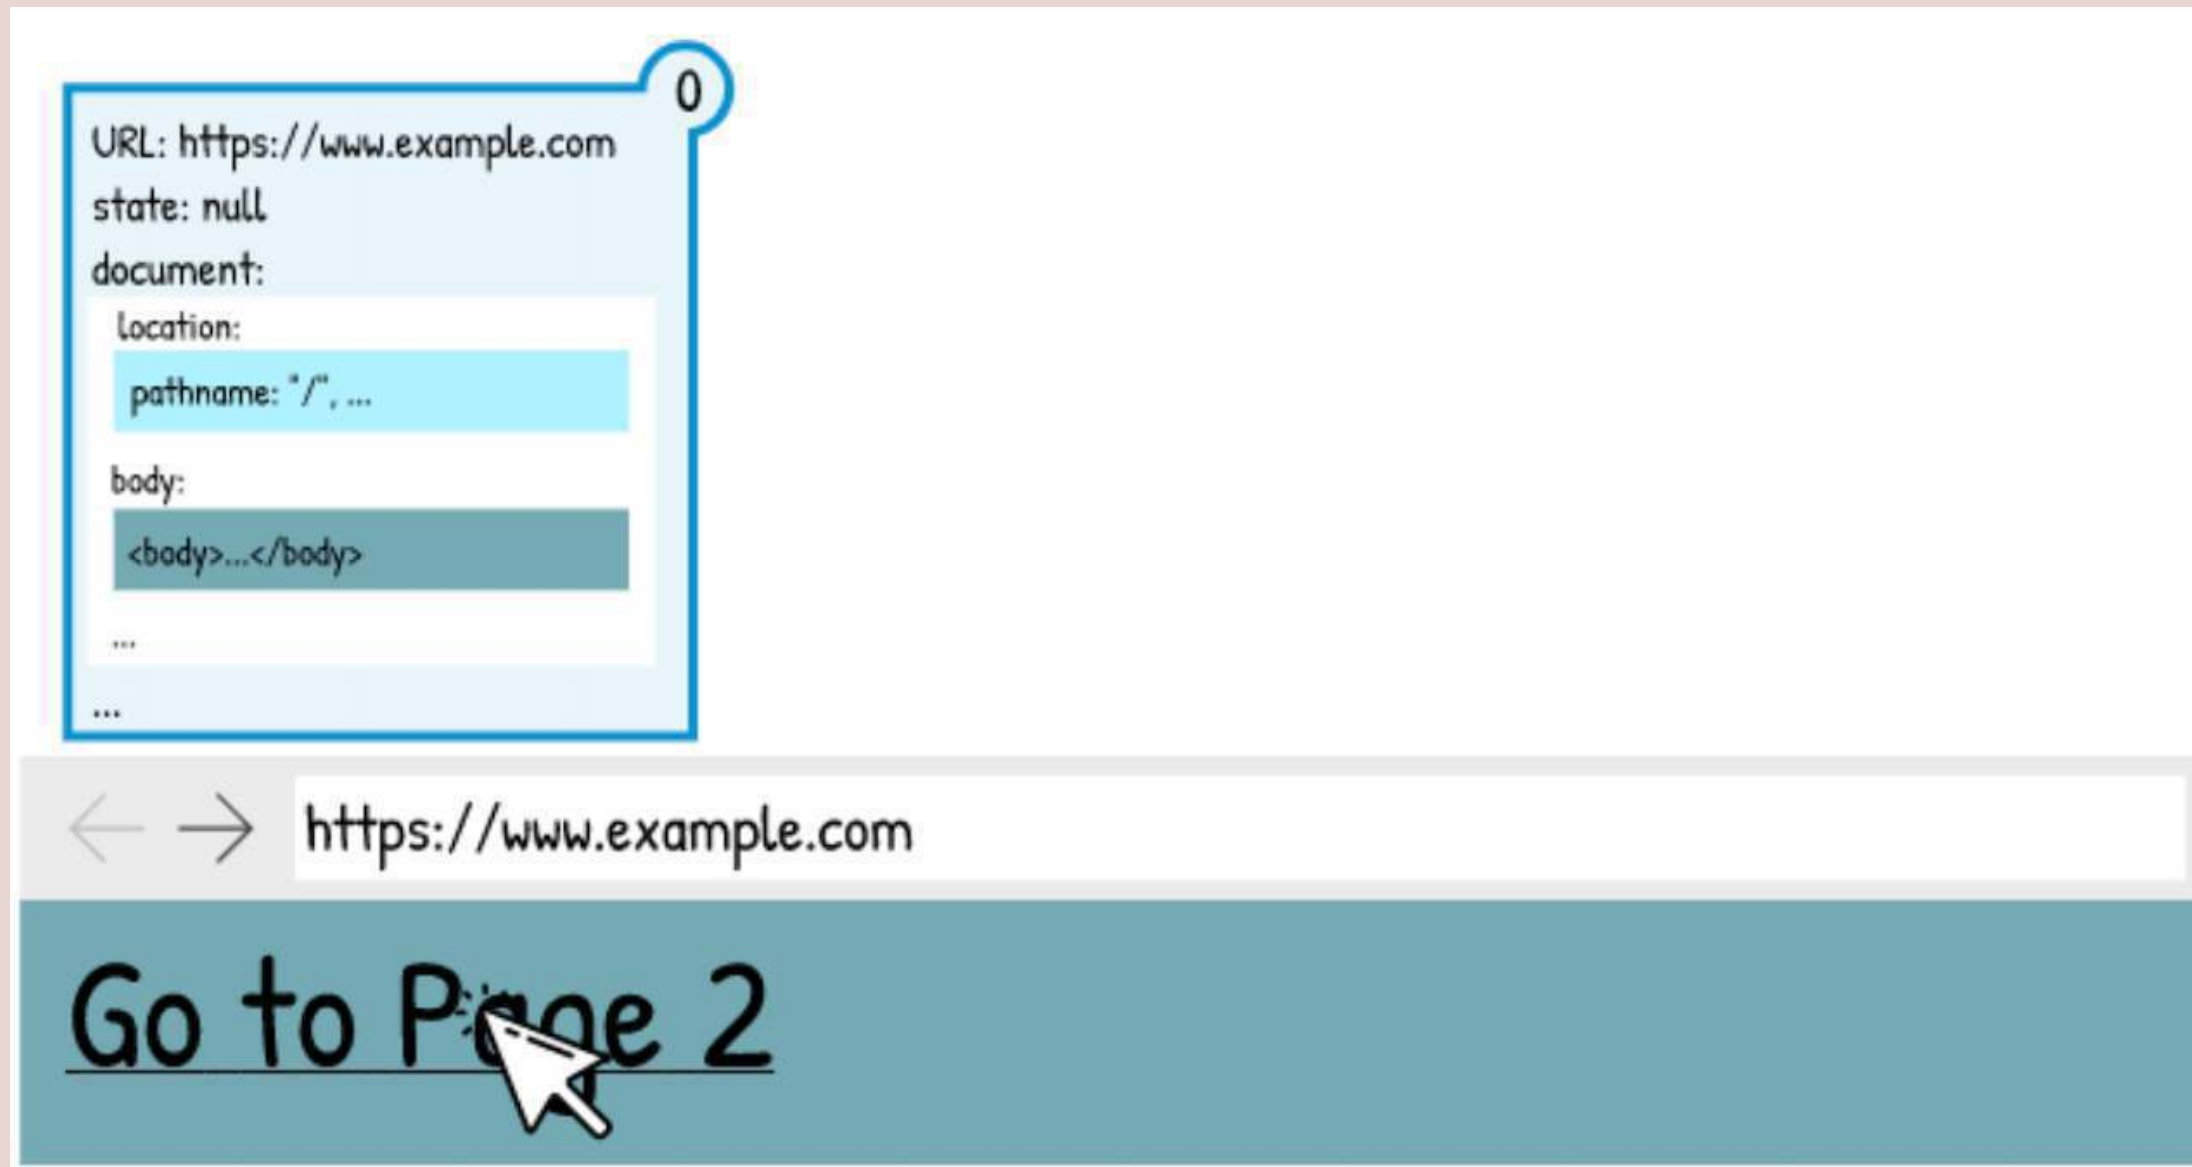 0
URL: https://www.example.com
state: null
document:
location:
pathname: "/", ...
body:
<body>...</body>
...
...
https://www.example.com
Go to Page 2